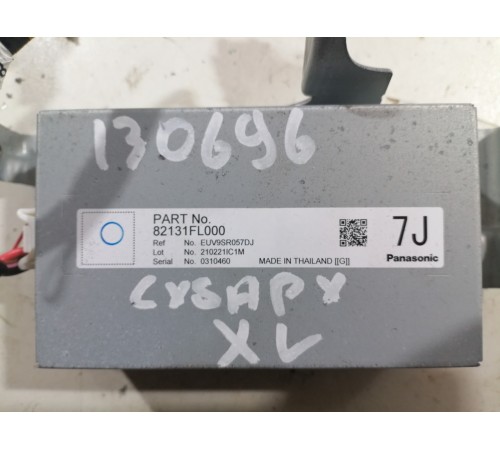 130696
PART No.
82131FL000
Ref No. EUV9SR057DJ
Lot No. 210221IC1M
Serial No. 0310460 MADE IN THAILAND [[G]]
7J
Panasonic
СУБАРУ
XL